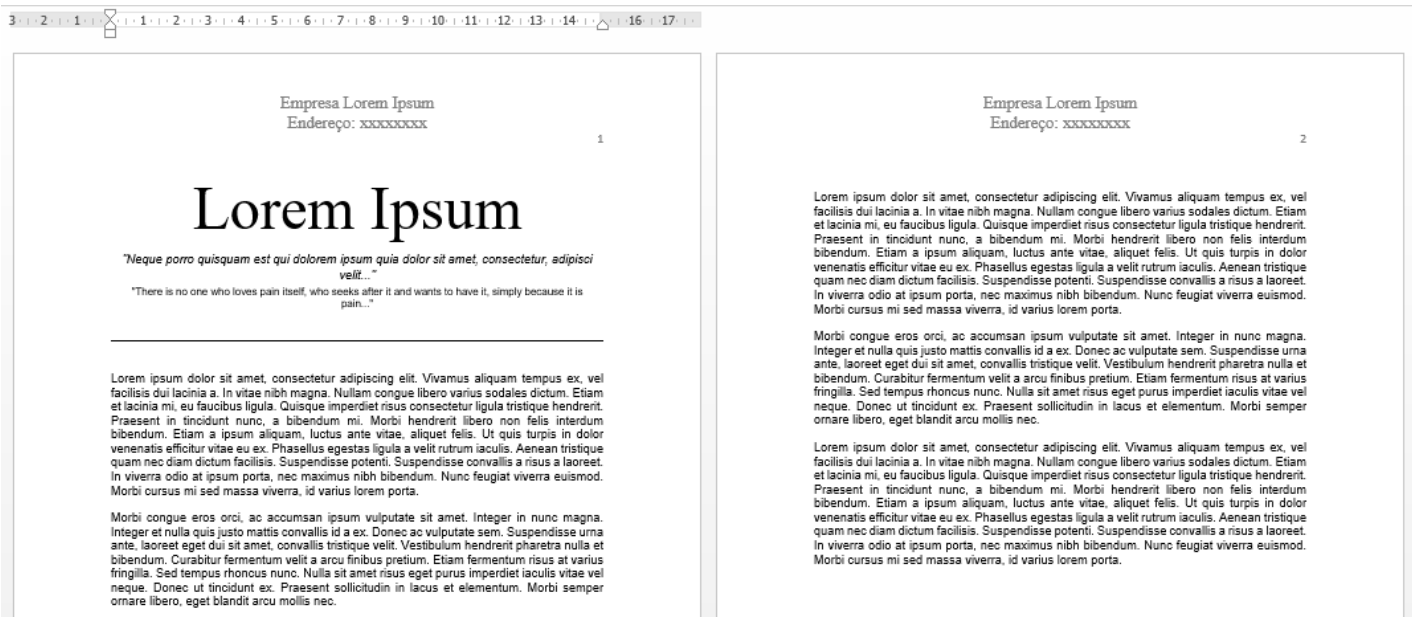 3 2 1 1 2 3 4 5 6 7 8 9 10 11 12 13 14 16 17
Empresa Lorem Ipsum
Endereço: xxxxxxxx
1
Lorem Ipsum
"Neque porro quisquam est qui dolorem ipsum quia dolor sit amet, consectetur, adipisci
velit..."
"There is no one who loves pain itself, who seeks after it and wants to have it, simply because it is
pain..."
Lorem ipsum dolor sit amet, consectetur adipiscing elit. Vivamus aliquam tempus ex, vel
facilisis dui lacinia a. In vitae nibh magna. Nullam congue libero varius sodales dictum. Etiam
et lacinia mi, eu faucibus ligula. Quisque imperdiet risus consectetur ligula tristique hendrerit.
Praesent in tincidunt nunc, a bibendum mi. Morbi hendrerit libero non felis interdum
bibendum. Etiam a ipsum aliquam, luctus ante vitae, aliquet felis. Ut quis turpis in dolor
venenatis efficitur vitae eu ex. Phasellus egestas ligula a velit rutrum iaculis. Aenean tristique
quam nec diam dictum facilisis. Suspendisse potenti. Suspendisse convallis a risus a laoreet.
In viverra odio at ipsum porta, nec maximus nibh bibendum. Nunc feugiat viverra euismod.
Morbi cursus mi sed massa viverra, id varius lorem porta.
Morbi congue eros orci, ac accumsan ipsum vulputate sit amet. Integer in nunc magna.
Integer et nulla quis justo mattis convallis id a ex. Donec ac vulputate sem. Suspendisse urna
ante, laoreet eget dui sit amet, convallis tristique velit. Vestibulum hendrerit pharetra nulla et
bibendum. Curabitur fermentum velit a arcu finibus pretium. Etiam fermentum risus at varius
fringilla. Sed tempus rhoncus nunc. Nulla sit amet risus eget purus imperdiet iaculis vitae vel
neque. Donec ut tincidunt ex. Praesent sollicitudin in lacus et elementum. Morbi semper
ornare libero, eget blandit arcu mollis nec.
Empresa Lorem Ipsum
Endereço: xxxxxxxx
2
Lorem ipsum dolor sit amet, consectetur adipiscing elit. Vivamus aliquam tempus ex, vel
facilisis dui lacinia a. In vitae nibh magna. Nullam congue libero varius sodales dictum. Etiam
et lacinia mi, eu faucibus ligula. Quisque imperdiet risus consectetur ligula tristique hendrerit.
Praesent in tincidunt nunc, a bibendum mi. Morbi hendrerit libero non felis interdum
bibendum. Etiam a ipsum aliquam, luctus ante vitae, aliquet felis. Ut quis turpis in dolor
venenatis efficitur vitae eu ex. Phasellus egestas ligula a velit rutrum iaculis. Aenean tristique
quam nec diam dictum facilisis. Suspendisse potenti. Suspendisse convallis a risus a laoreet.
In viverra odio at ipsum porta, nec maximus nibh bibendum. Nunc feugiat viverra euismod.
Morbi cursus mi sed massa viverra, id varius lorem porta.
Morbi congue eros orci, ac accumsan ipsum vulputate sit amet. Integer in nunc magna.
Integer et nulla quis justo mattis convallis id a ex. Donec ac vulputate sem. Suspendisse urna
ante, laoreet eget dui sit amet, convallis tristique velit. Vestibulum hendrerit pharetra nulla et
bibendum. Curabitur fermentum velit a arcu finibus pretium. Etiam fermentum risus at varius
fringilla. Sed tempus rhoncus nunc. Nulla sit amet risus eget purus imperdiet iaculis vitae vel
neque. Donec ut tincidunt ex. Praesent sollicitudin in lacus et elementum. Morbi semper
ornare libero, eget blandit arcu mollis nec.
Lorem ipsum dolor sit amet, consectetur adipiscing elit. Vivamus aliquam tempus ex, vel
facilisis dui lacinia a. In vitae nibh magna. Nullam congue libero varius sodales dictum. Etiam
et lacinia mi, eu faucibus ligula. Quisque imperdiet risus consectetur ligula tristique hendrerit.
Praesent in tincidunt nunc, a bibendum mi. Morbi hendrerit libero non felis interdum
bibendum. Etiam a ipsum aliquam, luctus ante vitae, aliquet felis. Ut quis turpis in dolor
venenatis efficitur vitae eu ex. Phasellus egestas ligula a velit rutrum iaculis. Aenean tristique
quam nec diam dictum facilisis. Suspendisse potenti. Suspendisse convallis a risus a laoreet.
In viverra odio at ipsum porta, nec maximus nibh bibendum. Nunc feugiat viverra euismod.
Morbi cursus mi sed massa viverra, id varius lorem porta.